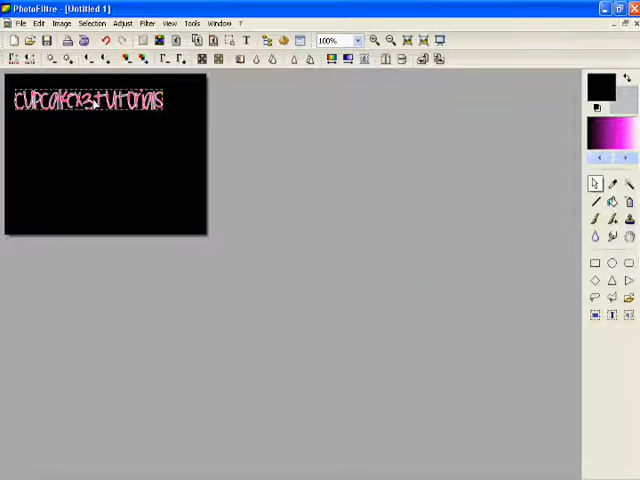 PhotoFiltre - [Untitled 1]
File Edit Image Selection Adjust Filter View Tools Window ?
100%
cupcakex3tutorials